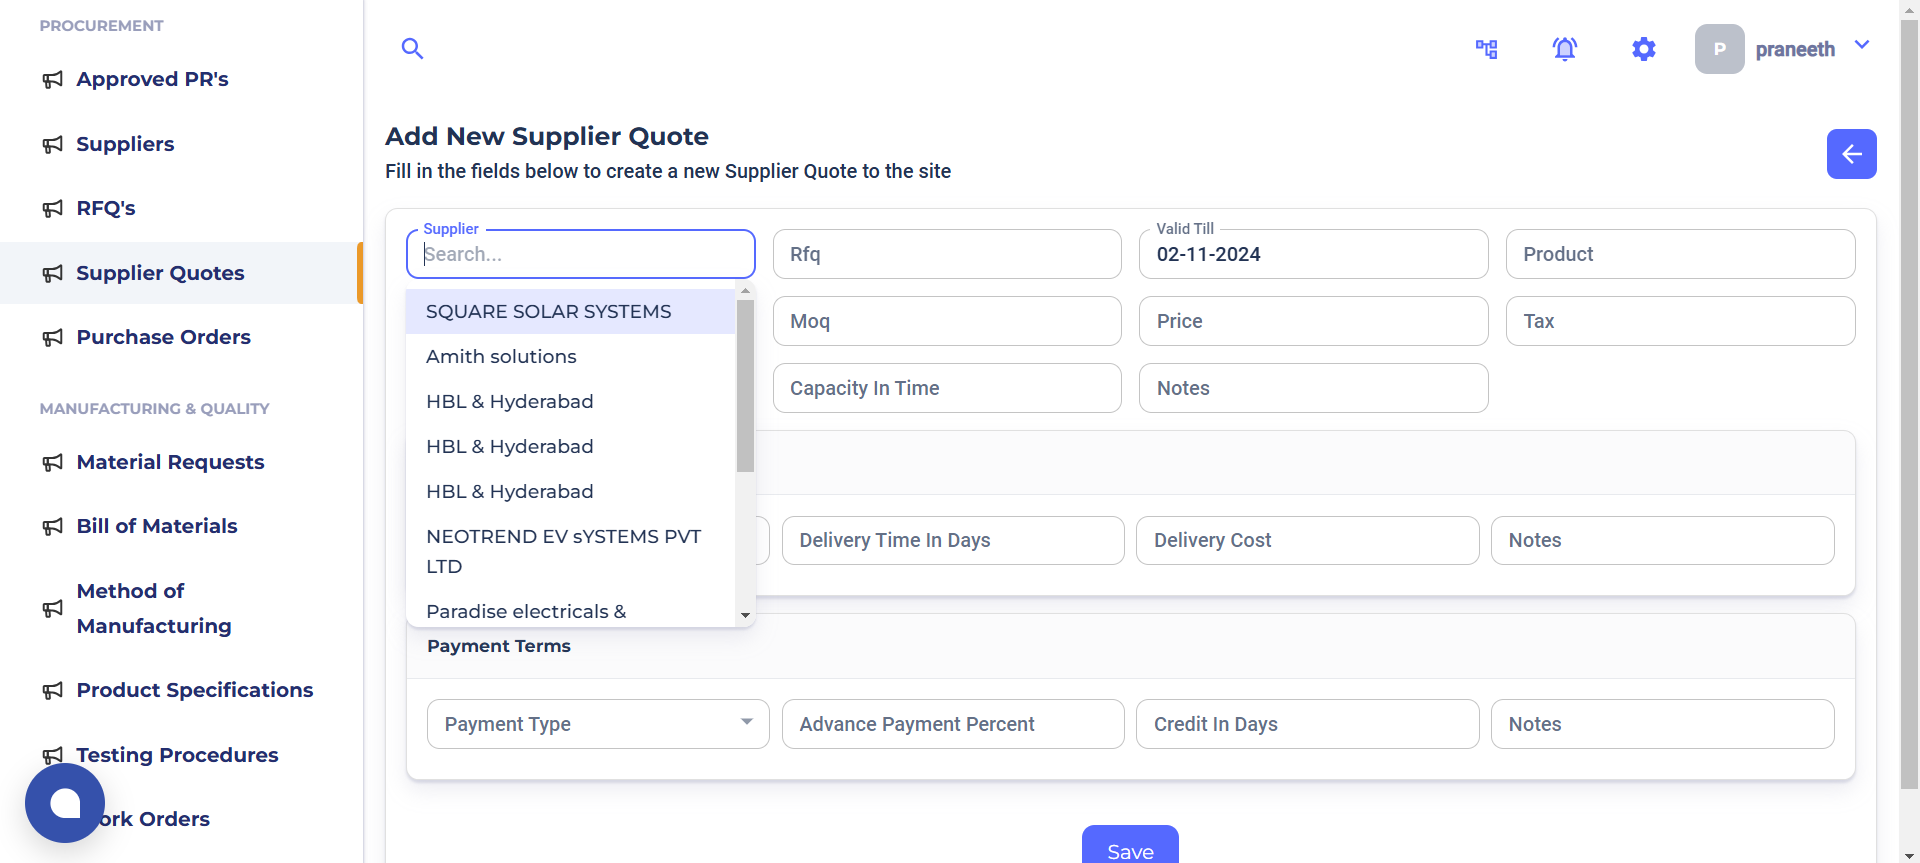 PROCUREMENT
Approved PR's
Suppliers
RFQ's
Supplier Quotes
Purchase Orders
MANUFACTURING & QUALITY
Material Requests
Bill of Materials
Method of
Manufacturing
Product Specifications
Testing Procedures
ork Orders
P praneeth
Add New Supplier Quote
Fill in the fields below to create a new Supplier Quote to the site
Supplier
Search...
Rfq
Valid Till
02-11-2024
Product
SQUARE SOLAR SYSTEMS
Amith solutions
HBL & Hyderabad
HBL & Hyderabad
HBL & Hyderabad
NEOTREND EV sYSTEMS PVT
LTD
Paradise electricals &
Moq
Price
Tax
Capacity In Time
Notes
Delivery Time In Days
Delivery Cost
Notes
Payment Terms
Payment Type
Advance Payment Percent
Credit In Days
Notes
Save